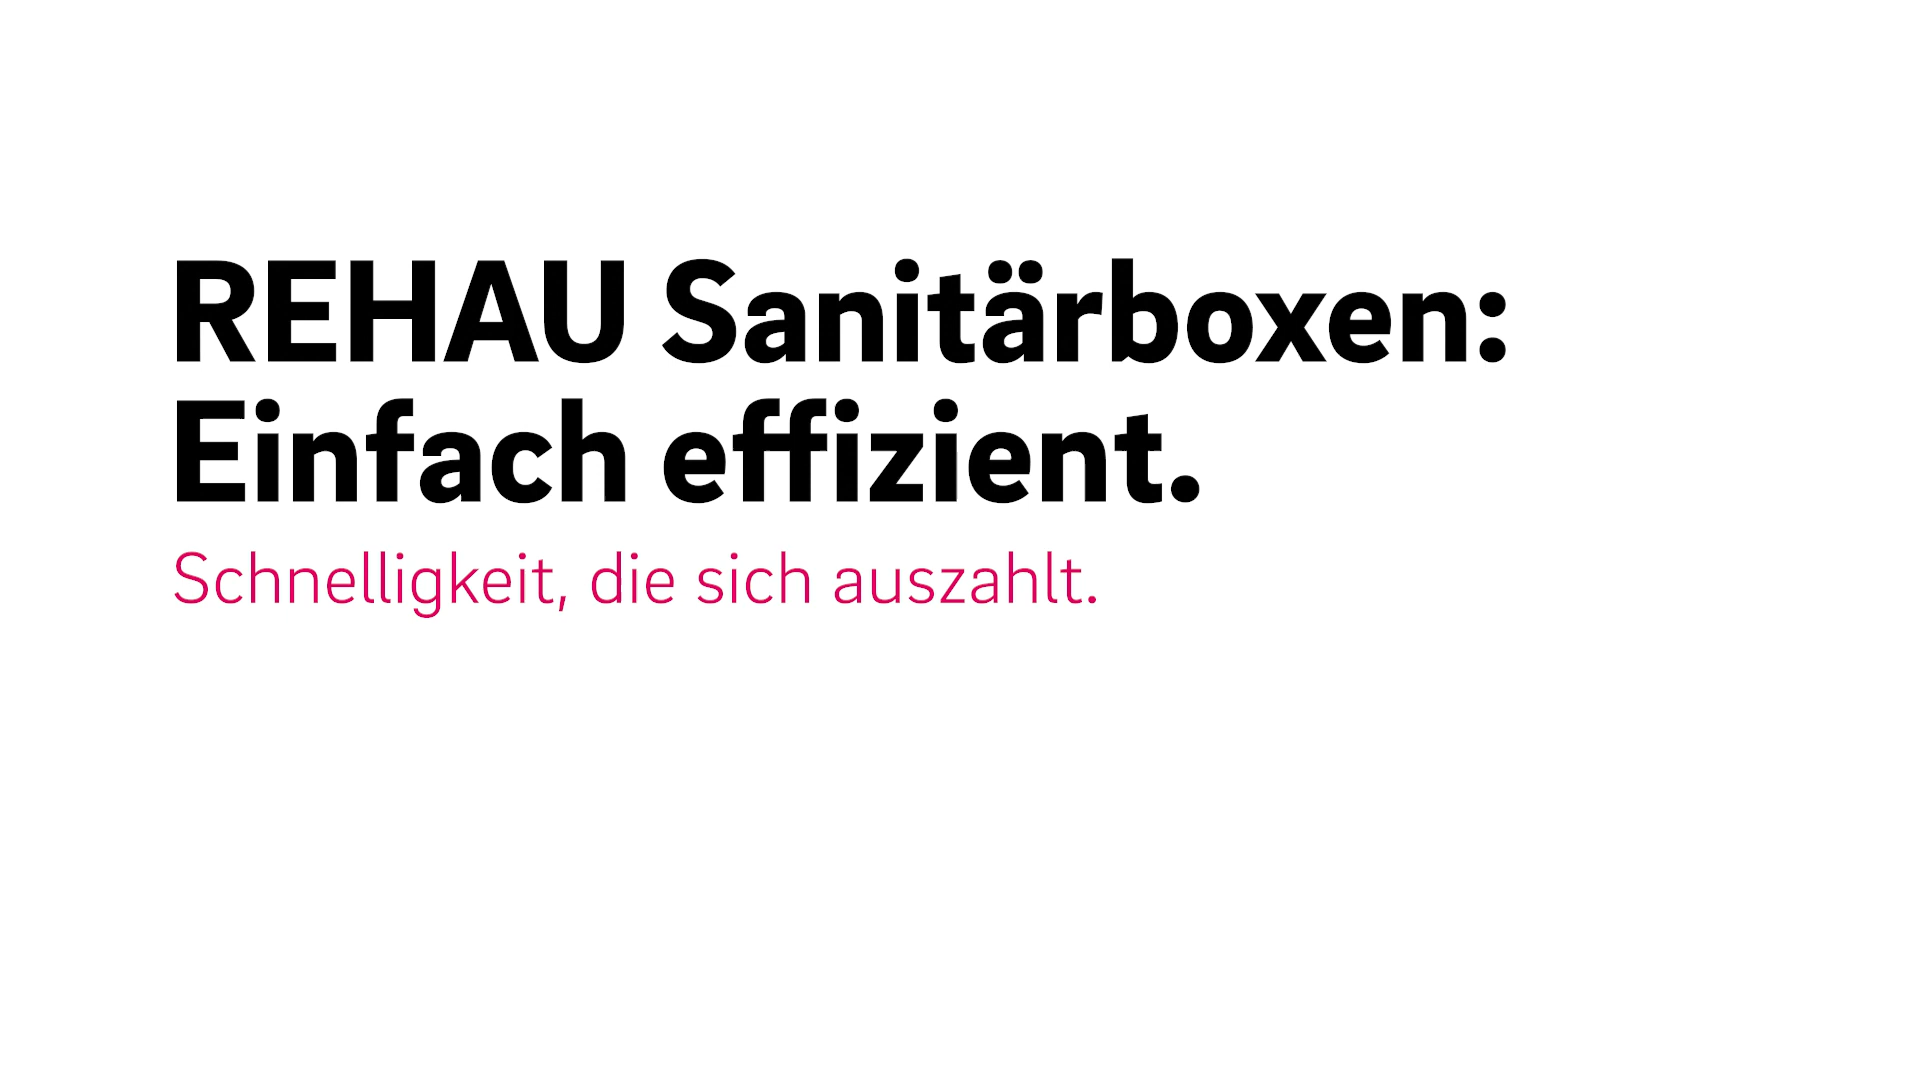 REHAU Sanitärboxen:
Einfach effizient.
Schnelligkeit, die sich auszahlt.